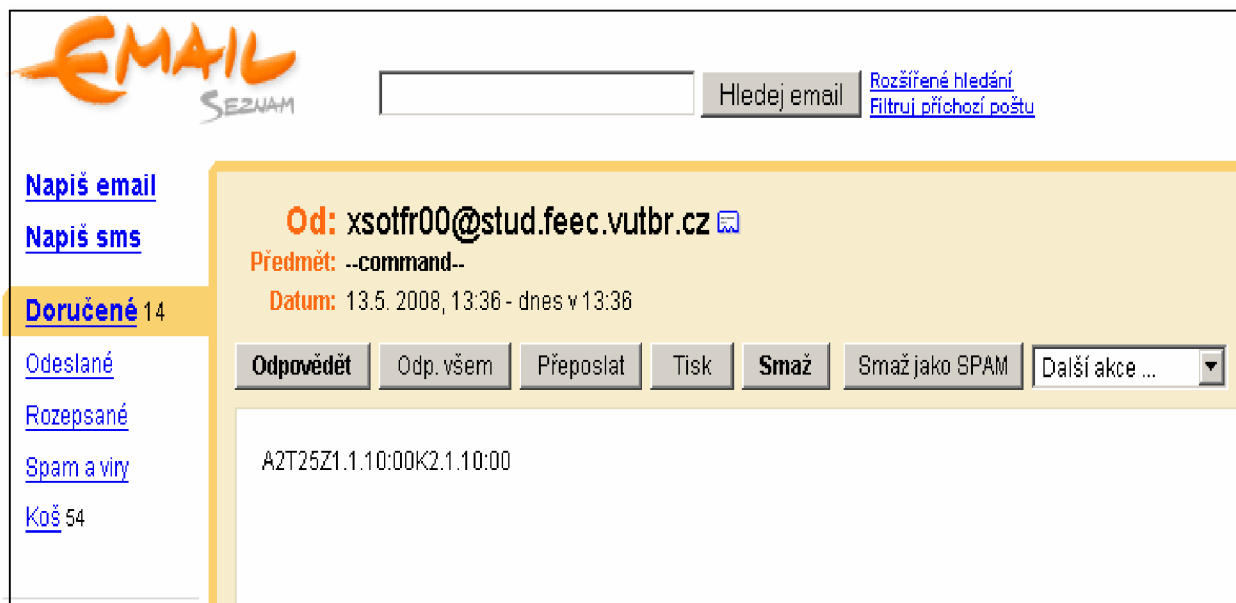 EMAIL
SEZNAM
Hledej email
Rozšířené hledání
Filtruj příchozí poštu
Napiš email
Napiš sms
Doručené 14
Odeslané
Rozepsané
Spam a viry
Koš 54
Od: xsotfr00@stud.feec.vutbr.cz
Předmět: --command--
Datum: 13.5. 2008, 13:36 - dnes v 13:36
Odpovědět Odp. všem Přeposlat Tisk Smaž Smaž jako SPAM Další akce ...
A2T25Z1.1.10:00K2.1.10:00